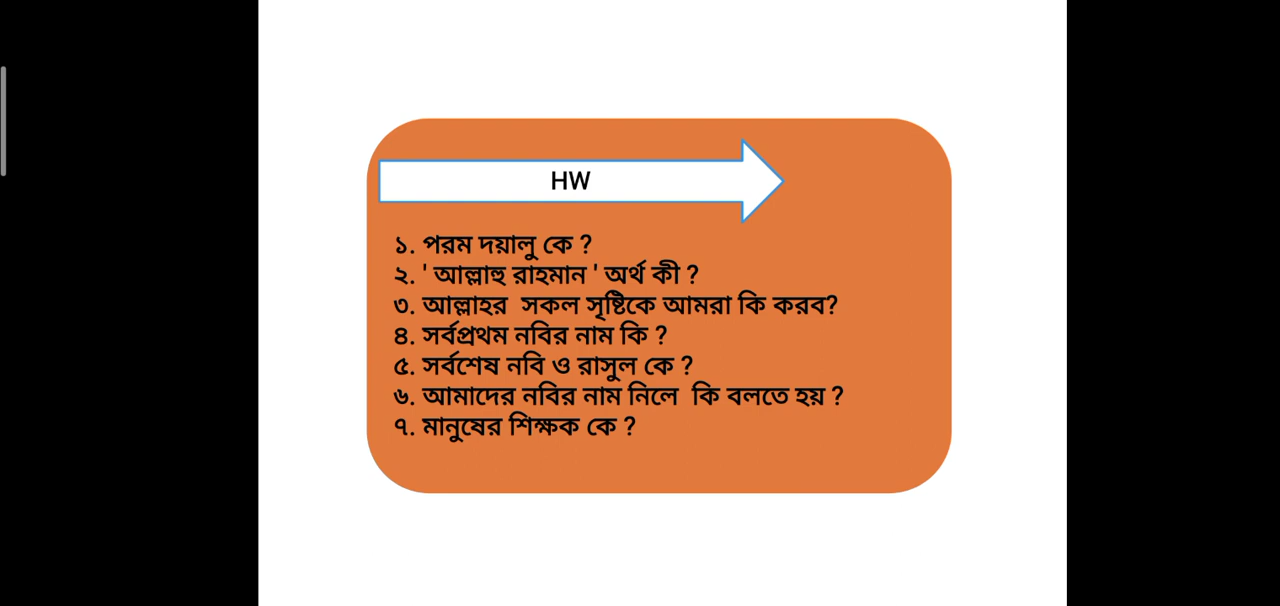 HW
১. পরম দয়ালু কে ?
২. ' আল্লাহু রাহমান ' অর্থ কী ?
৩. আল্লাহর সকল সৃষ্টিকে আমরা কি করব?
৪. সর্বপ্রথম নবির নাম কি ?
৫. সর্বশেষ নবি ও রাসুল কে ?
৬. আমাদের নবির নাম নিলে কি বলতে হয় ?
৭. মানুষের শিক্ষক কে ?